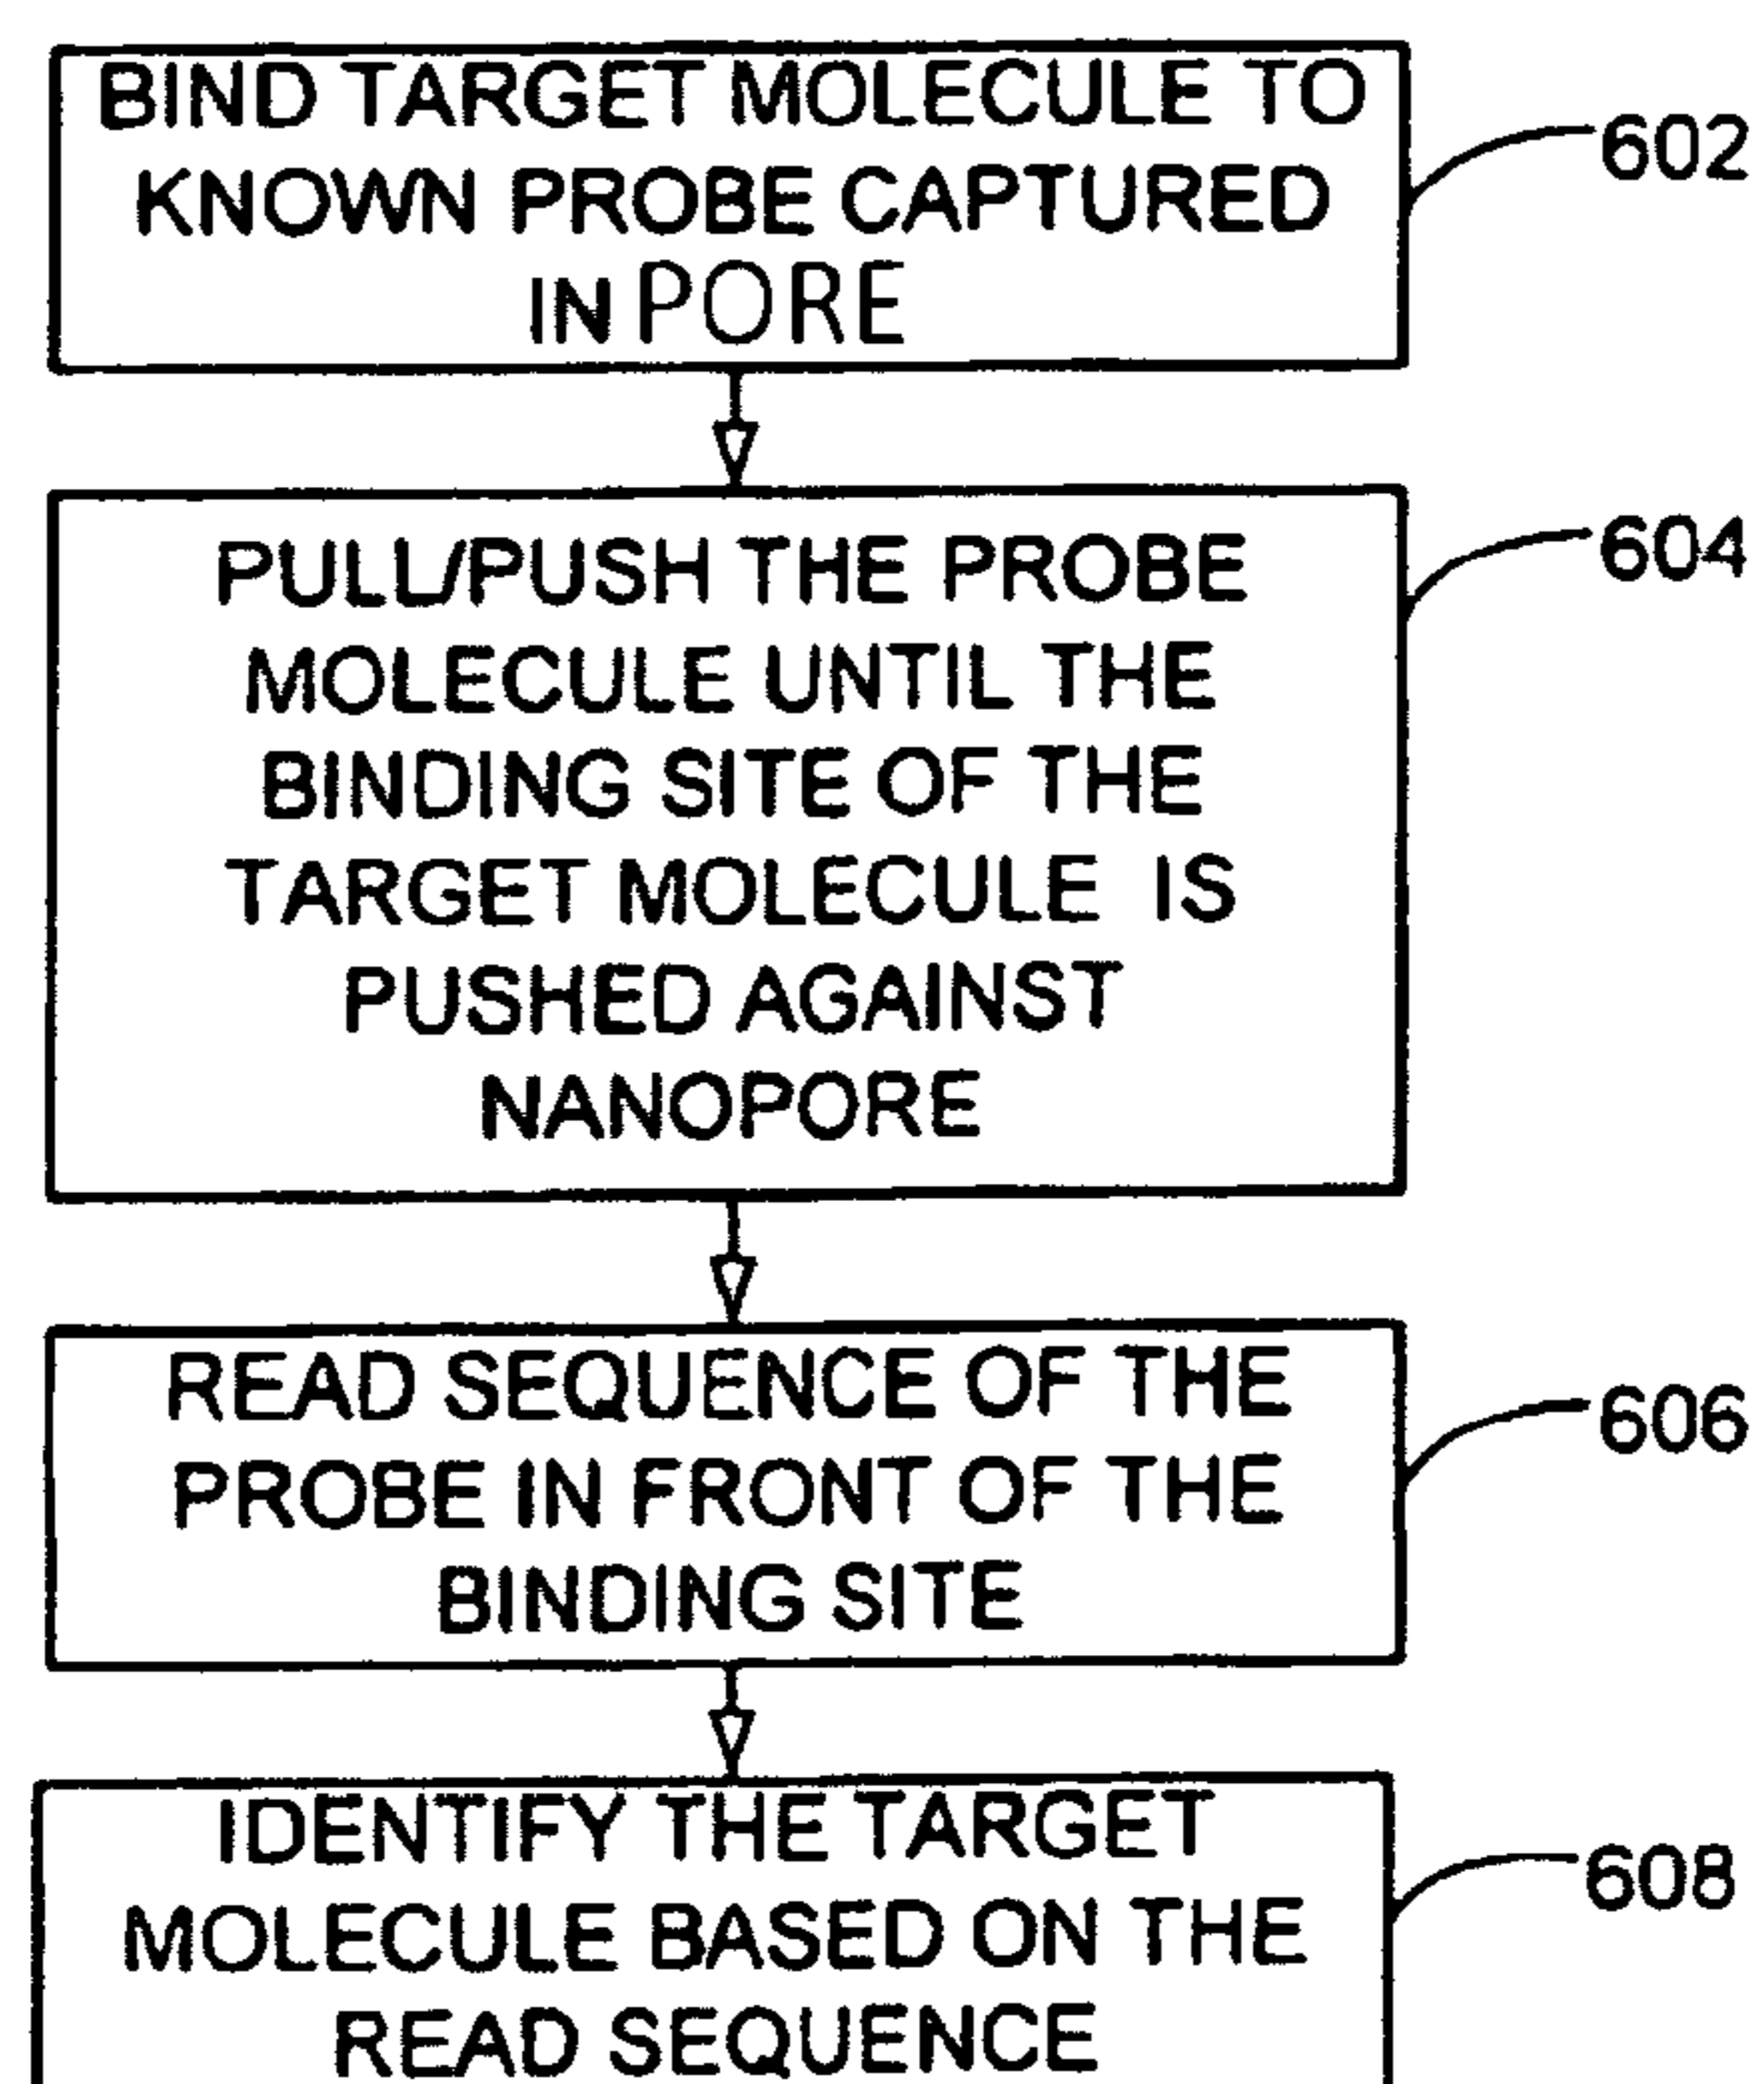 BIND TARGET MOLECULE TO
KNOWN PROBE CAPTURED
IN PORE
602
PULL/PUSH THE PROBE
MOLECULE UNTIL THE
BINDING SITE OF THE
TARGET MOLECULE IS
PUSHED AGAINST
NANOPORE
604
READ SEQUENCE OF THE
PROBE IN FRONT OF THE
BINDING SITE
606
IDENTIFY THE TARGET
MOLECULE BASED ON THE
READ SEQUENCE
608